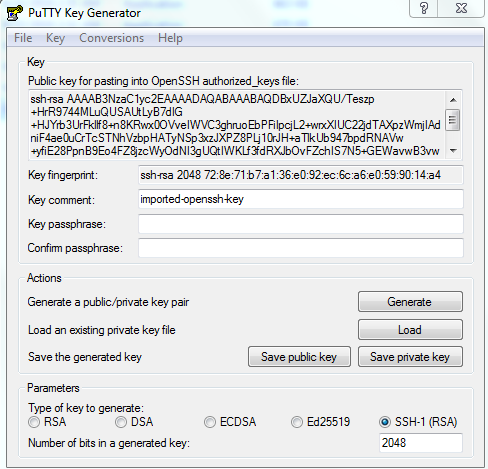 PuTTY Key Generator
File Key Conversions Help
Key
Public key for pasting into OpenSSH authorized_keys file:
ssh-rsa AAAAB3NzaC1yc2EAAAADAQABAAABAQDBxUZJaXQU/Teszp
+HrR9744MLuQUSAUtLyB7dIG
+HJYrb3UrFkIIf8+n8KRwx0OVveIWVC3ghruoEbPFiIpcjL2+wrxXIUC22jdTAXpzWmjIAd
niF4ae0uCrTcSTNhVzbpHATyNSp3xzJXPZ8PLj10rJH+aTlkUb947bpdRNAVw
+yfiE28PpnB9Eo4FZ8jzcWyOdNI3gUQtIWKLf3fdRXJbOvFZchIS7N5+GEWavwB3vw
Key fingerprint: ssh-rsa 2048 72:8e:71:b7:a1:36:e0:92:ec:6c:a6:e0:59:90:14:a4
Key comment: imported-openssh-key
Key passphrase:
Confirm passphrase:
Actions
Generate a public/private key pair Generate
Load an existing private key file Load
Save the generated key Save public key Save private key
Parameters
Type of key to generate:
RSA DSA ECDSA Ed25519 SSH-1 (RSA)
Number of bits in a generated key: 2048